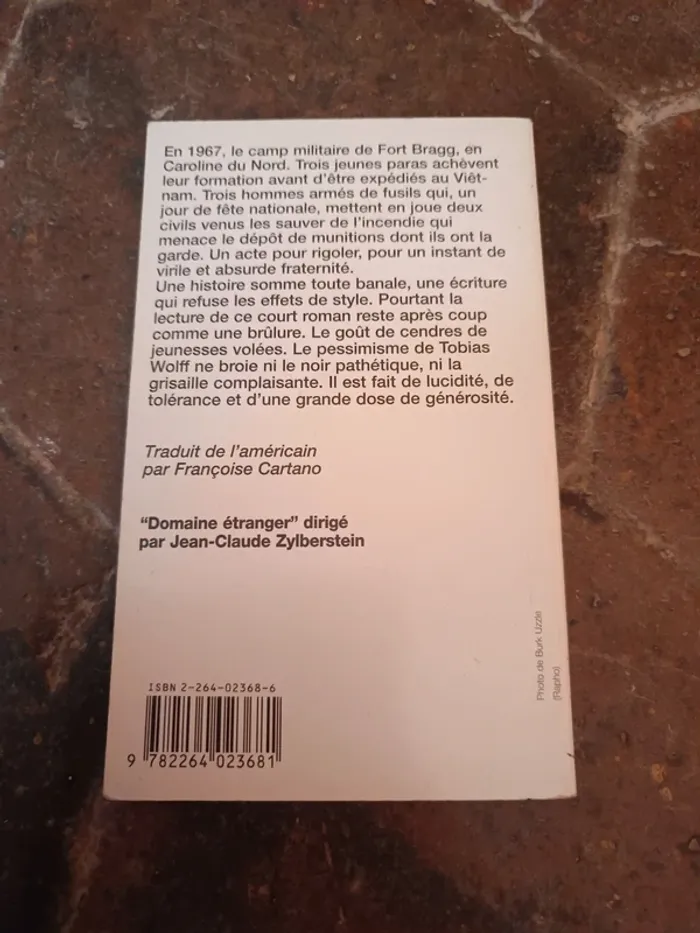 En 1967, le camp militaire de Fort Bragg, en
Caroline du Nord. Trois jeunes paras achèvent
leur formation avant d'être expédiés au Viêt-
nam. Trois hommes armés de fusils qui, un
jour de fête nationale, mettent en joue deux
civils venus les sauver de l'incendie qui
menace le dépôt de munitions dont ils ont la
garde. Un acte pour rigoler, pour un instant de
virile et absurde fraternité.
Une histoire somme toute banale, une écriture
qui refuse les effets de style. Pourtant la
lecture de ce court roman reste après coup
comme une brûlure. Le goût de cendres de
jeunesses volées. Le pessimisme de Tobias
Wolff ne broie ni le noir pathétique, ni la
grisaille complaisante. Il est fait de lucidité, de
tolérance et d'une grande dose de générosité.
Traduit de l'américain
par Françoise Cartano
"Domaine étranger" dirigé
par Jean-Claude Zylberstein
Photo de Burk Uzzle
(Rapho)
ISBN 2-264-02368-6
9 782264 023681